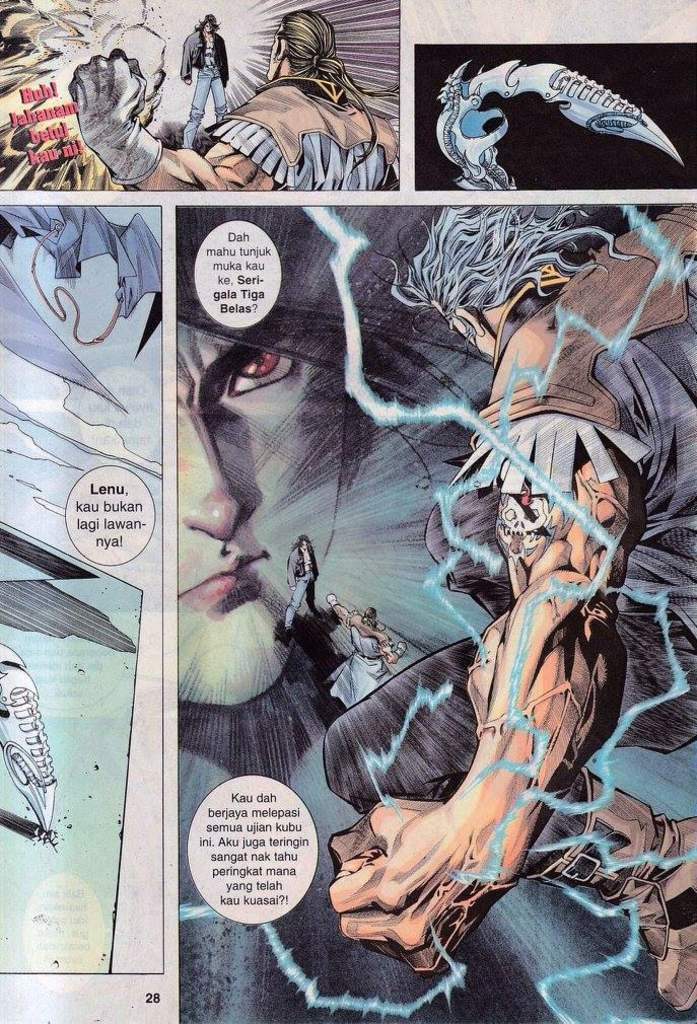 Huh!
Jahanam
betul
kau ni!
Dah
mahu tunjuk
muka kau
ke, Seri-
gala Tiga
Belas?
Lenu,
kau bukan
lagi lawan-
nya!
Kau dah
berjaya melepasi
semua ujian kubu
ini. Aku juga teringin
sangat nak tahu
peringkat mana
yang telah
kau kuasai?!
28